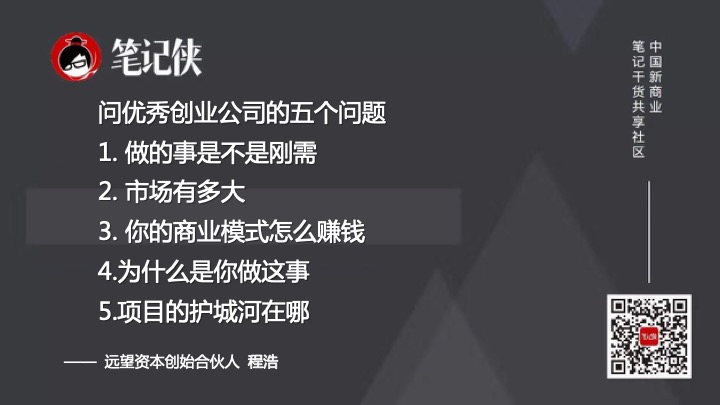 笔记侠
问优秀创业公司的五个问题
1. 做的事是不是刚需
2. 市场有多大
3. 你的商业模式怎么赚钱
4.为什么是你做这事
5.项目的护城河在哪
—— 远望资本创始合伙人 程浩
中国新商业
笔记干货共享社区